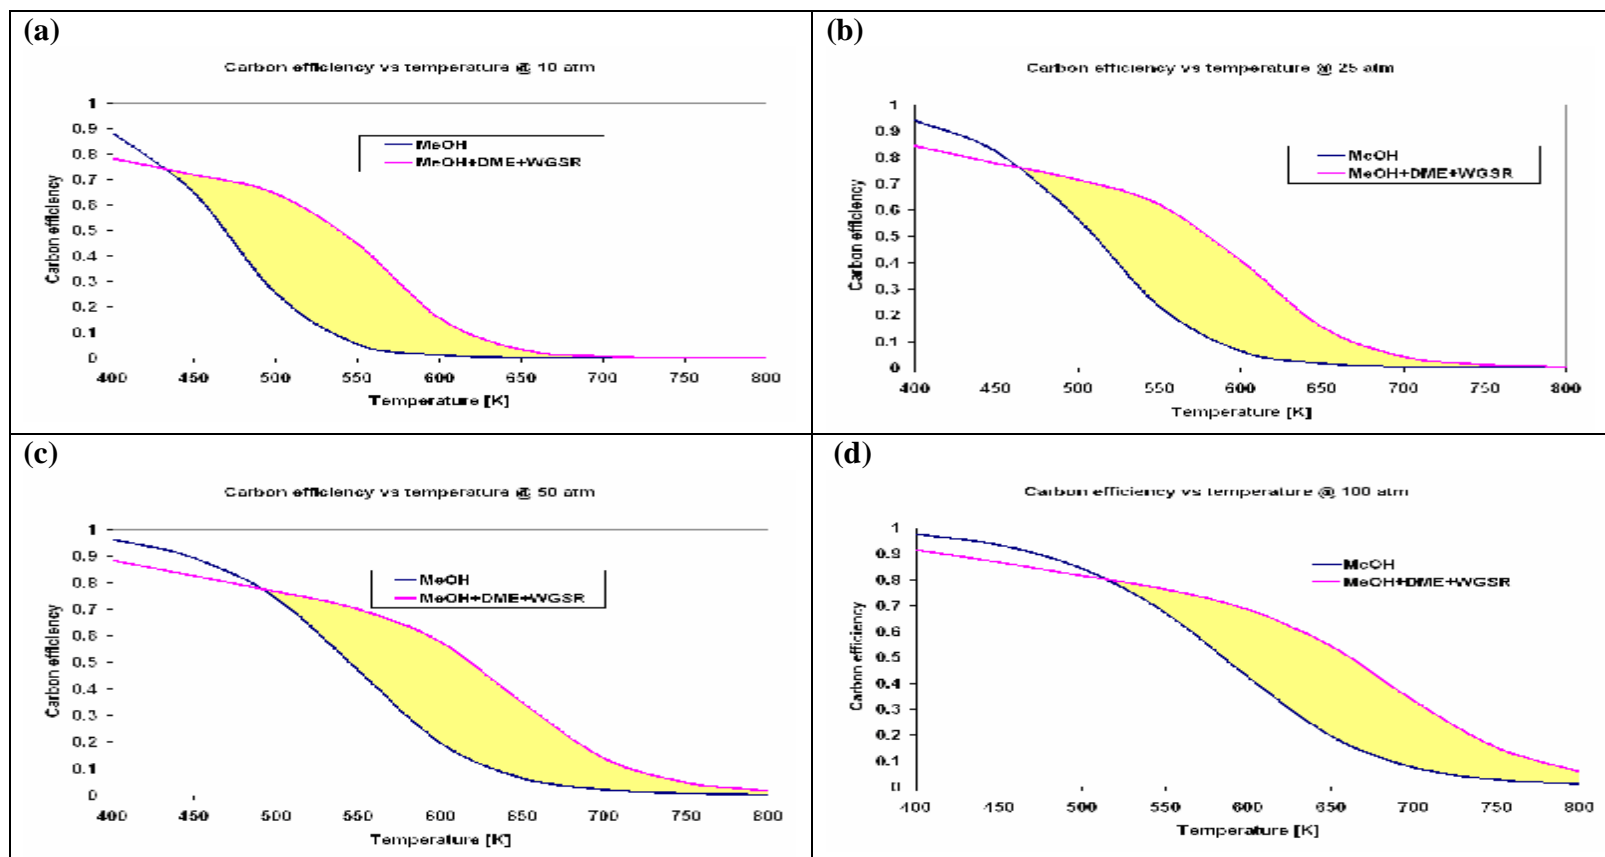 (a)
Carbon efficiency vs temperature @ 10 atm
1
0.9
0.8
0.7
0.6
0.5
0.4
0.3
0.2
0.1
0
Carbon efficiency
MeOH
MeOH+DME+WGSR
400 450 500 550 600 650 700 750 800
Temperature [K]
(b)
Carbon efficiency vs temperature @ 25 atm
1
0.9
0.8
0.7
0.6
0.5
0.4
0.3
0.2
0.1
0
Carbon efficiency
MeOH
MeOH+DME+WGSR
400 450 500 550 600 650 700 750 800
Temperature [K]
(c)
Carbon efficiency vs temperature @ 50 atm
1
0.9
0.8
0.7
0.6
0.5
0.4
0.3
0.2
0.1
0
Carbon efficiency
MeOH
MeOH+DME+WGSR
400 450 500 550 600 650 700 750 800
Temperature [K]
(d)
Carbon efficiency vs temperature @ 100 atm
1
0.9
0.8
0.7
0.6
0.5
0.4
0.3
0.2
0.1
0
Carbon efficiency
MeOH
MeOH+DME+WGSR
400 450 500 550 600 650 700 750 800
Temperature [K]